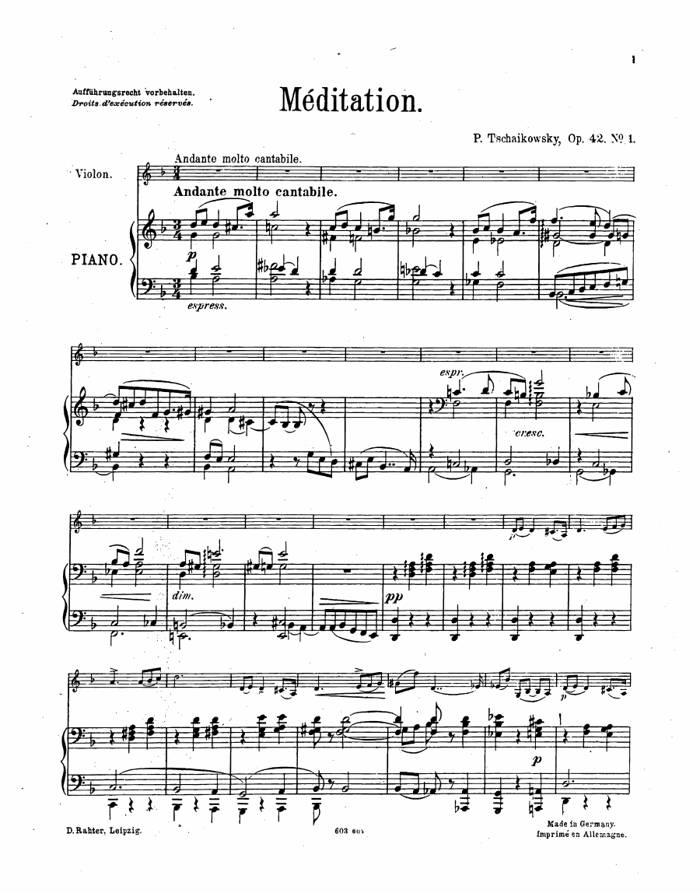 1
Aufführungsrecht vorbehalten.
Droits d'exécution réservés.
Méditation.
P. Tschaikowsky, Op. 42. No 1.
Andante molto cantabile.
Violon.
Andante molto cantabile.
PIANO.
p
espress.
espr.
cresc.
dim.
pp
p
D. Rahter, Leipzig.
Made in Germany.
Imprimé en Allemagne.